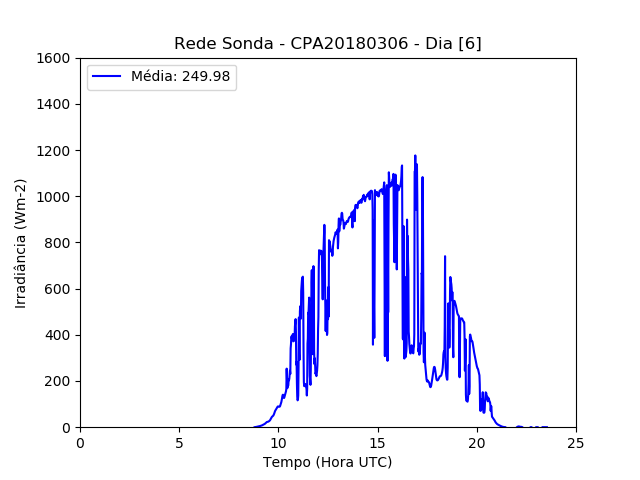 Rede Sonda - CPA20180306 - Dia [6]
Média: 249.98
Irradiância (Wm-2)
1600
1400
1200
1000
800
600
400
200
0
0 5 10 15 20 25
Tempo (Hora UTC)